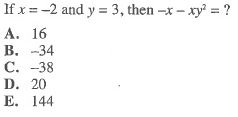 If x = –2 and y = 3, then –x – xy² = ?
A. 16
B. –34
C. –38
D. 20
E. 144